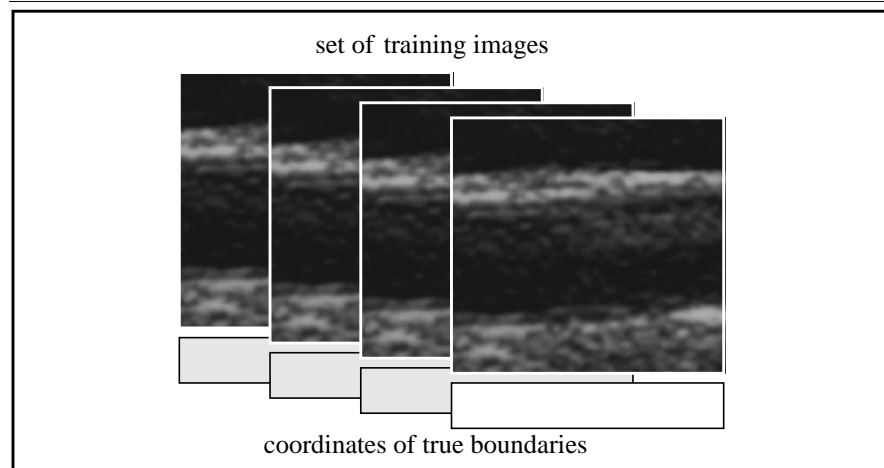 set of training images
coordinates of true boundaries